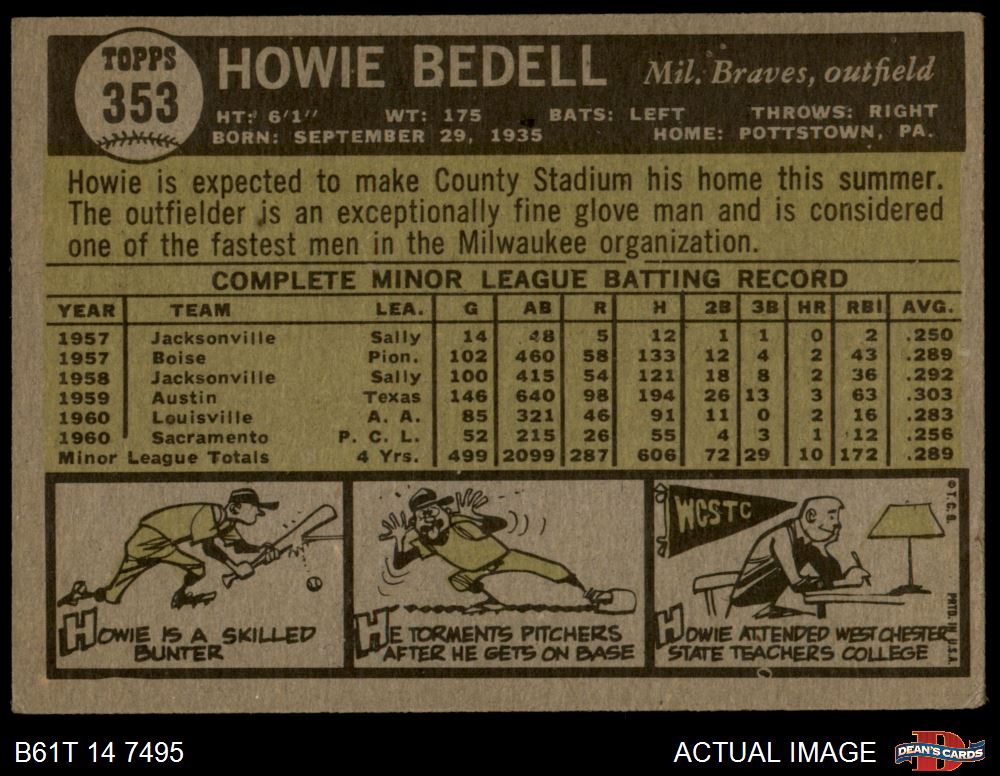 TOPPS
353
HOWIE BEDELL Mil. Braves, outfield
HT: 6'1" WT: 175 BATS: LEFT THROWS: RIGHT
BORN: SEPTEMBER 29, 1935 HOME: POTTSTOWN, PA.
Howie is expected to make County Stadium his home this summer.
The outfielder is an exceptionally fine glove man and is considered
one of the fastest men in the Milwaukee organization.
COMPLETE MINOR LEAGUE BATTING RECORD
YEAR TEAM LEA. G AB R H 2B 3B HR RBI AVG.
1957 Jacksonville Sally 14 48 5 12 1 1 0 2 .250
1957 Boise Pion. 102 460 58 133 12 4 2 43 .289
1958 Jacksonville Sally 100 415 54 121 18 8 2 36 .292
1959 Austin Texas 146 640 98 194 26 13 3 63 .303
1960 Louisville A. A. 85 321 46 91 11 0 2 16 .283
1960 Sacramento P. C. L. 52 215 26 55 4 3 1 12 .256
Minor League Totals 4 Yrs. 499 2099 287 606 72 29 10 172 .289
HOWIE IS A SKILLED
BUNTER
HE TORMENTS PITCHERS
AFTER HE GETS ON BASE
WCSTC
HOWIE ATTENDED WEST CHESTER
STATE TEACHERS COLLEGE
© T. C. G.
PRTD. IN U.S.A.
B61T 14 7495 ACTUAL IMAGE
DEAN'S CARDS